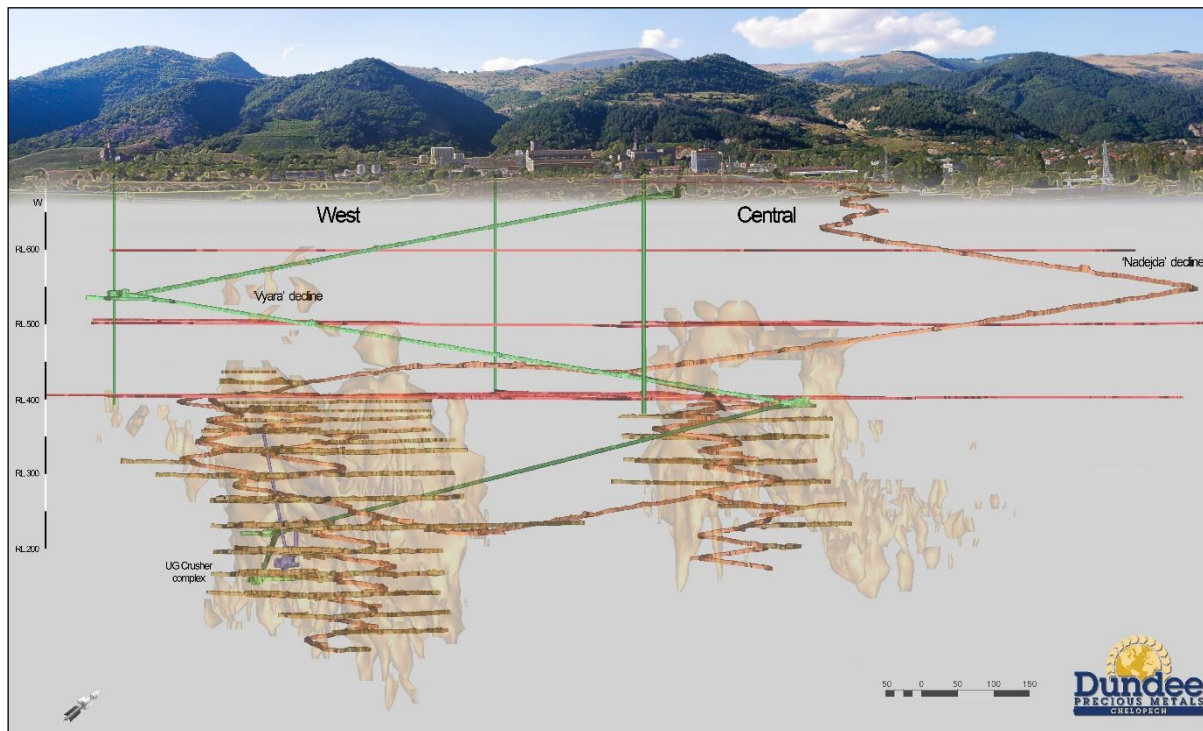 W
West
Central
RL600
'Vyara' decline
'Nadejda' decline
RL500
RL400
RL300
RL200
UG Crusher
complex
50 0 50 100 150
Dundee
PRECIOUS METALS
CHELOPECH